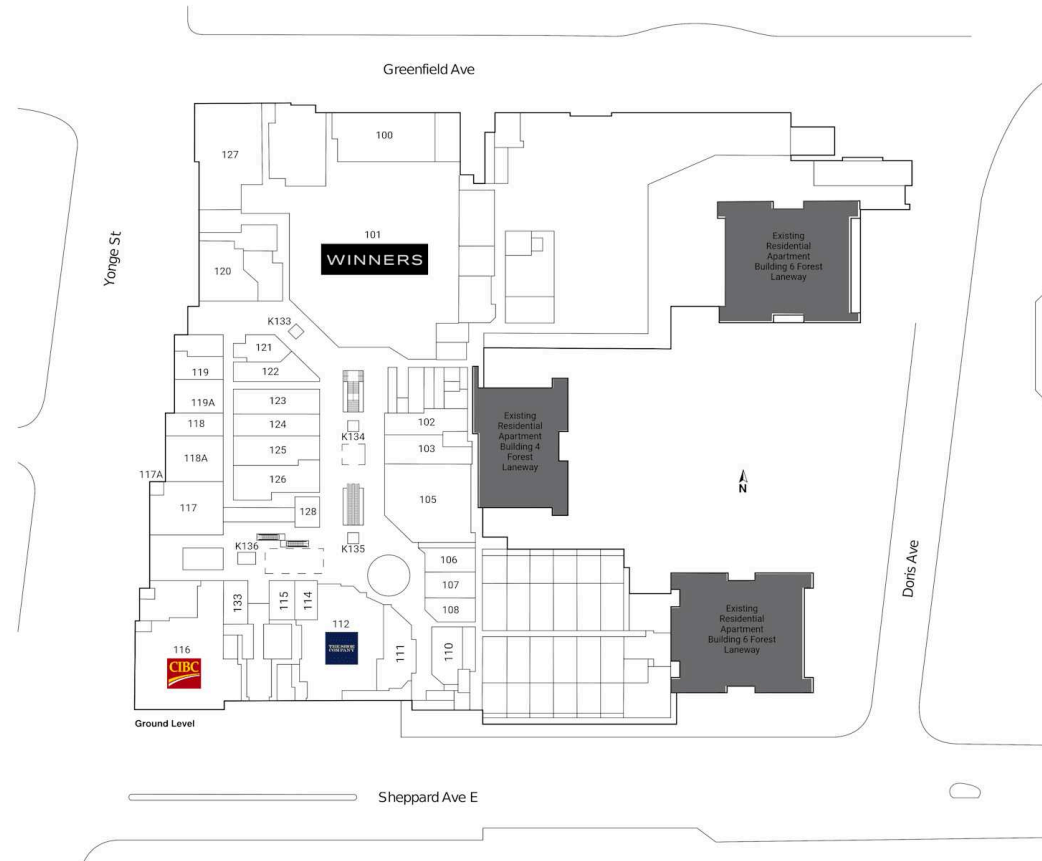 Greenfield Ave
100
127
Yonge St
101
WINNERS
Existing
Residential
Apartment
Building 6 Forest
Laneway
120
K133
121
119
122
123
119A
102
118
124
K134
Existing
Residential
Apartment
Building 4
Forest
Laneway
103
125
118A
117A
126
N
105
117
128
K136
K135
106
107
Doris Ave
133
115
114
108
112
THE SHOE
COMPANY
Existing
Residential
Apartment
Building 6 Forest
Laneway
116
CIBC
111
110
Ground Level
Sheppard Ave E